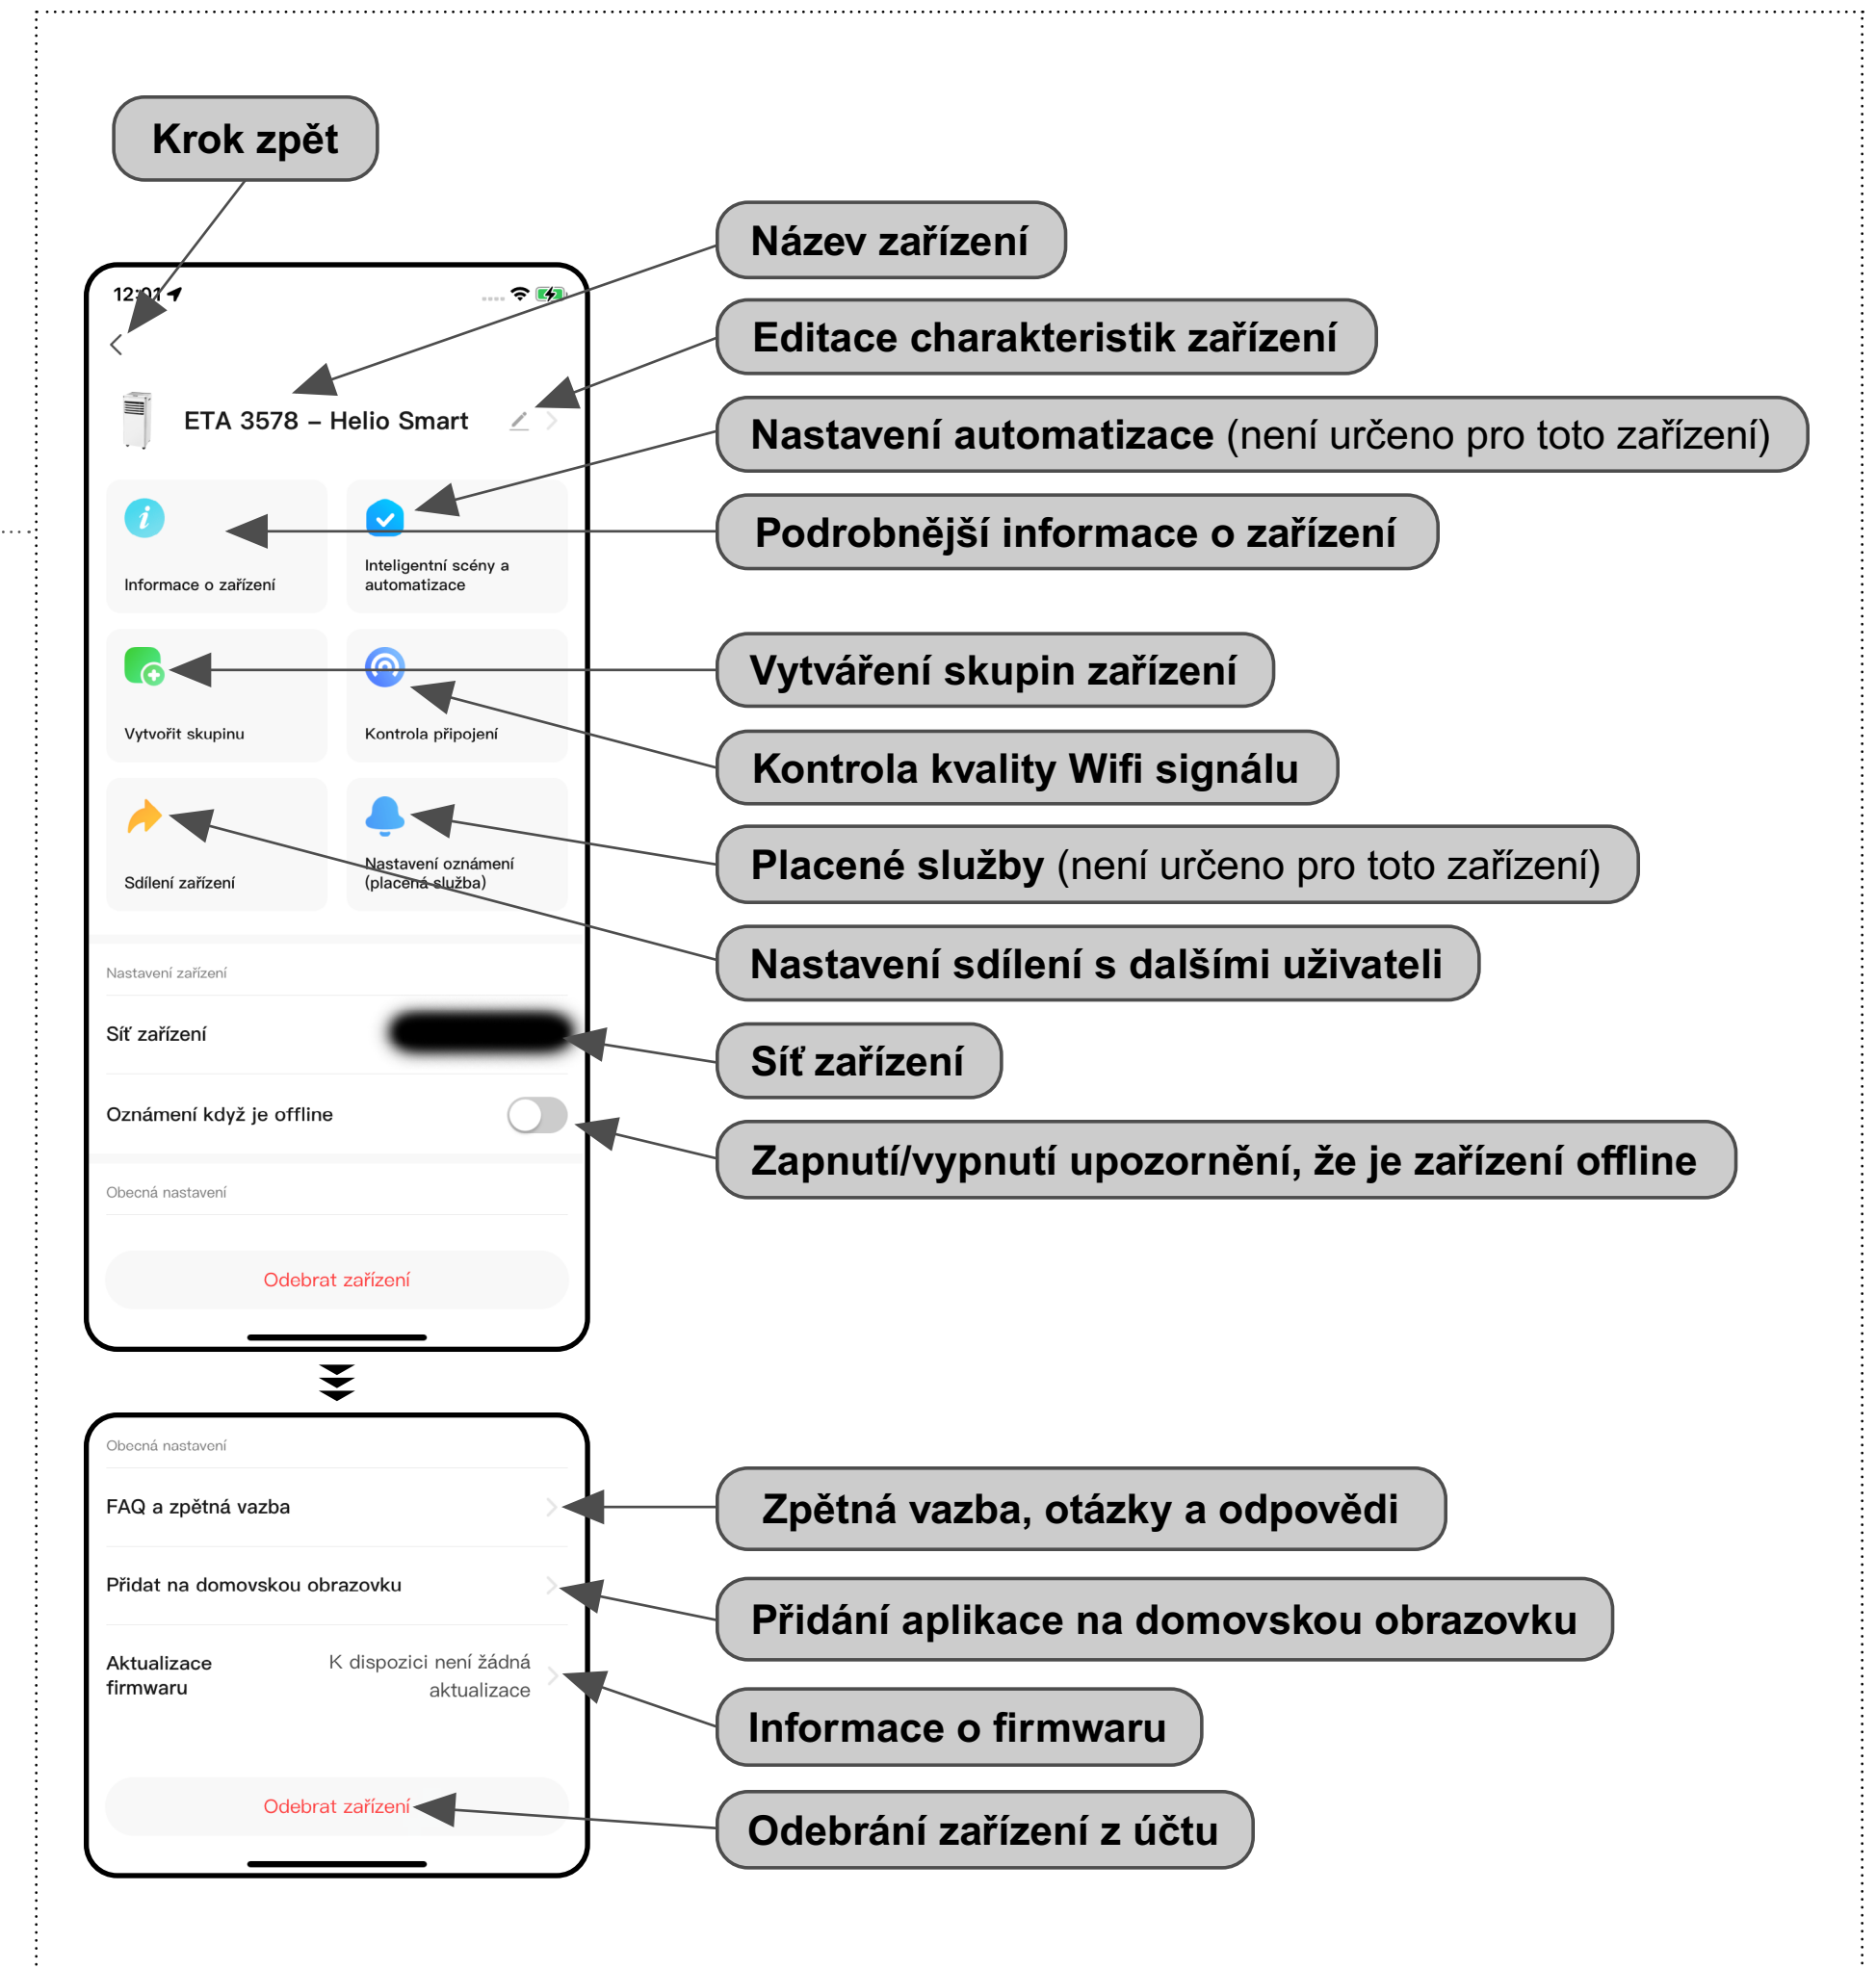 Krok zpět
Název zařízení
12:01
Editace charakteristik zařízení
ETA 3578 – Helio Smart
Nastavení automatizace (není určeno pro toto zařízení)
Podrobnější informace o zařízení
Informace o zařízení
Inteligentní scény a
automatizace
Vytváření skupin zařízení
Vytvořit skupinu
Kontrola připojení
Kontrola kvality Wifi signálu
Placené služby (není určeno pro toto zařízení)
Sdílení zařízení
Nastavení oznámení
(placená služba)
Nastavení sdílení s dalšími uživateli
Nastavení zařízení
Síť zařízení
Síť zařízení
Oznámení když je offline
Zapnutí/vypnutí upozornění, že je zařízení offline
Obecná nastavení
Odebrat zařízení
Obecná nastavení
FAQ a zpětná vazba
Zpětná vazba, otázky a odpovědi
Přidat na domovskou obrazovku
Přidání aplikace na domovskou obrazovku
Aktualizace
firmwaru
K dispozici není žádná
aktualizace
Informace o firmwaru
Odebrat zařízení
Odebrání zařízení z účtu